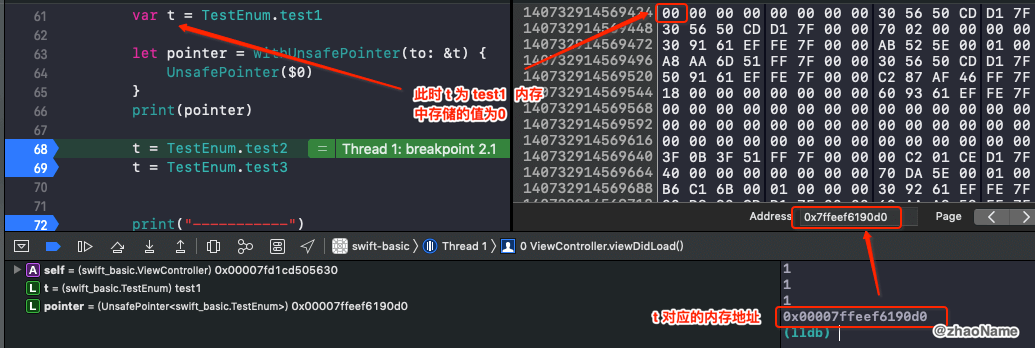 61 var t = TestEnum.test1
62
63 let pointer = withUnsafePointer(to: &t) {
64 UnsafePointer($0)
65 }
66 print(pointer)
67
68 t = TestEnum.test2 = Thread 1: breakpoint 2.1
69 t = TestEnum.test3
70
71
72 print("-----------")
此时 t 为 test1 内存
中存储的值为0
140732914569424 00 00 00 00 00 00 00 00 30 56 50 CD D1 7F
140732914569448 30 56 50 CD D1 7F 00 00 70 02 00 00 00 00
140732914569472 30 91 61 EF FE 7F 00 00 AB 52 5E 00 01 00
140732914569496 A8 AA 6D 51 FF 7F 00 00 30 56 50 CD D1 7F
140732914569520 50 91 61 EF FE 7F 00 00 C2 87 AF 46 FF 7F
140732914569544 18 00 00 00 00 00 00 00 60 93 61 EF FE 7F
140732914569568 00 00 00 00 00 00 00 00 00 00 00 00 00 00
140732914569592 00 00 00 00 00 00 00 00 00 00 00 00 00 00
140732914569616 00 00 00 00 00 00 00 00 00 00 00 00 00 00
140732914569640 3F 0B 3F 51 FF 7F 00 00 00 C2 01 CE D1 7F
140732914569664 40 00 00 00 00 00 00 00 70 DA 5E 00 01 00
140732914569688 B6 C1 6B 00 01 00 00 00 30 92 61 EF FE 7F
Address 0x7ffeef6190d0 Page
swift-basic Thread 1 0 ViewController.viewDidLoad()
A self = (swift_basic.ViewController) 0x00007fd1cd505630
L t = (swift_basic.TestEnum) test1
L pointer = (UnsafePointer<swift_basic.TestEnum>) 0x00007ffeef6190d0
t 对应的内存地址
1
1
1
0x00007ffeef6190d0
(lldb)
@zhaoName